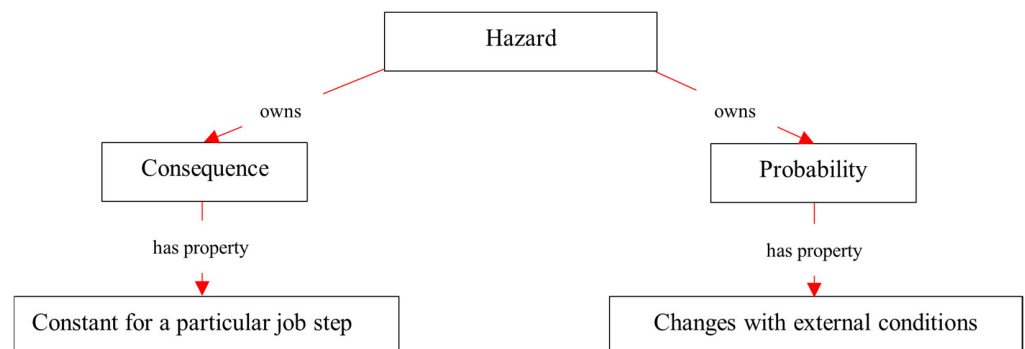 Hazard
owns
owns
Consequence
Probability
has property
has property
Constant for a particular job step
Changes with external conditions